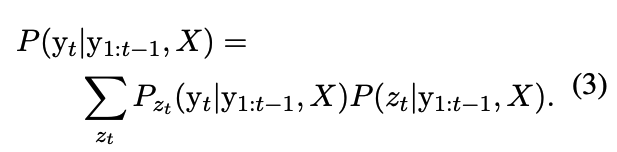 P(y_t|y_{1:t−1}, X) =
∑_{z_t} P_{z_t}(y_t|y_{1:t−1}, X)P(z_t|y_{1:t−1}, X). (3)